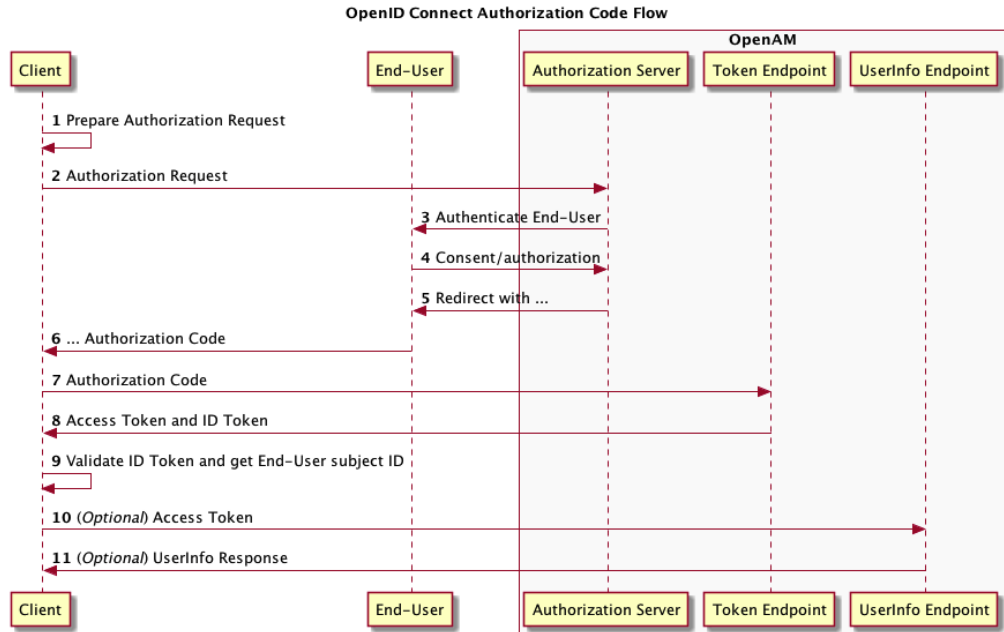 OpenID Connect Authorization Code Flow
OpenAM
Client End-User Authorization Server Token Endpoint UserInfo Endpoint
1 Prepare Authorization Request
2 Authorization Request
3 Authenticate End-User
4 Consent/authorization
5 Redirect with ...
6 ... Authorization Code
7 Authorization Code
8 Access Token and ID Token
9 Validate ID Token and get End-User subject ID
10 (Optional) Access Token
11 (Optional) UserInfo Response
Client End-User Authorization Server Token Endpoint UserInfo Endpoint